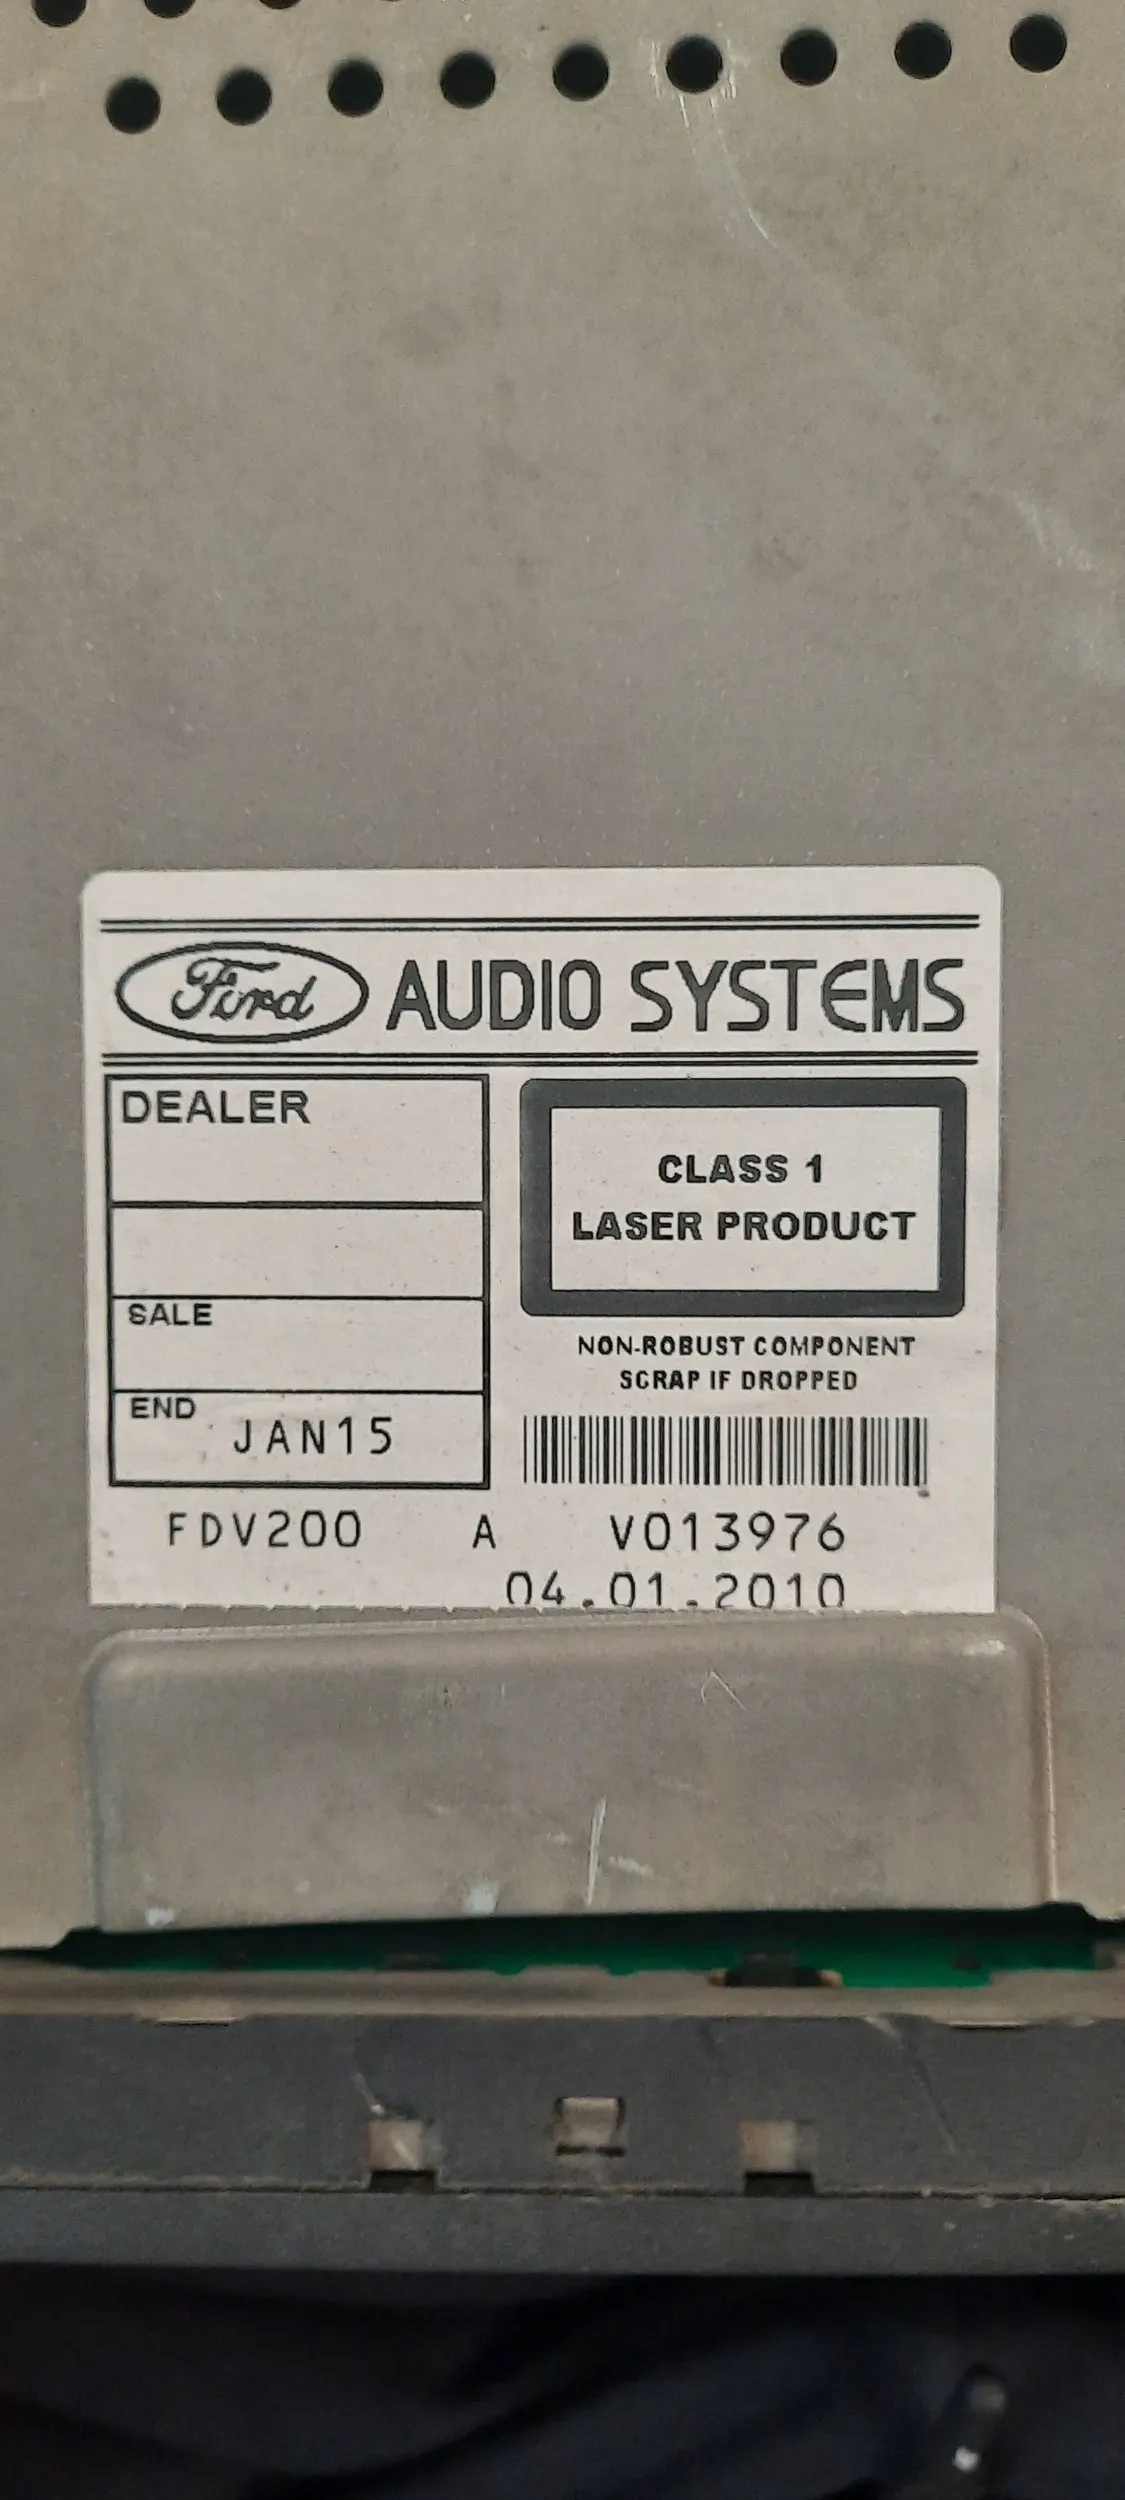 Ford AUDIO SYSTEMS
DEALER
SALE
END JAN15
CLASS 1
LASER PRODUCT
NON-ROBUST COMPONENT
SCRAP IF DROPPED
FDV200 A V013976
04.01.2010